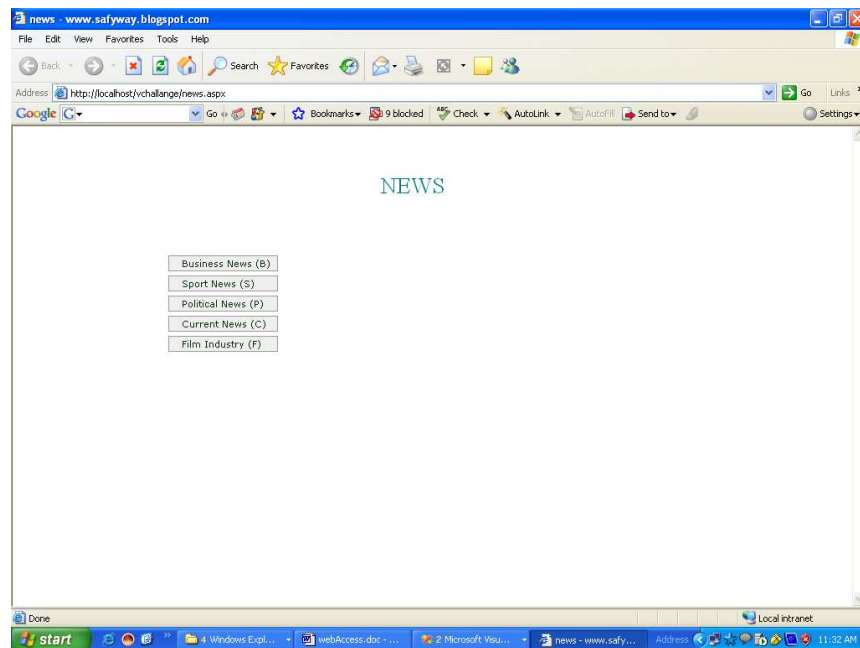 news - www.safyway.blogspot.com
File Edit View Favorites Tools Help
Back Search Favorites
Address http://localhost/vchallange/news.aspx Go Links
Google G Go Bookmarks 9 blocked ABC Check AutoLink AutoFill Send to Settings
NEWS
Business News (B)
Sport News (S)
Political News (P)
Current News (C)
Film Industry (F)
Done Local intranet
start 4 Windows Expl... webAccess.doc - ... 2 Microsoft Visu... news - www.safy... Address 11:32 AM